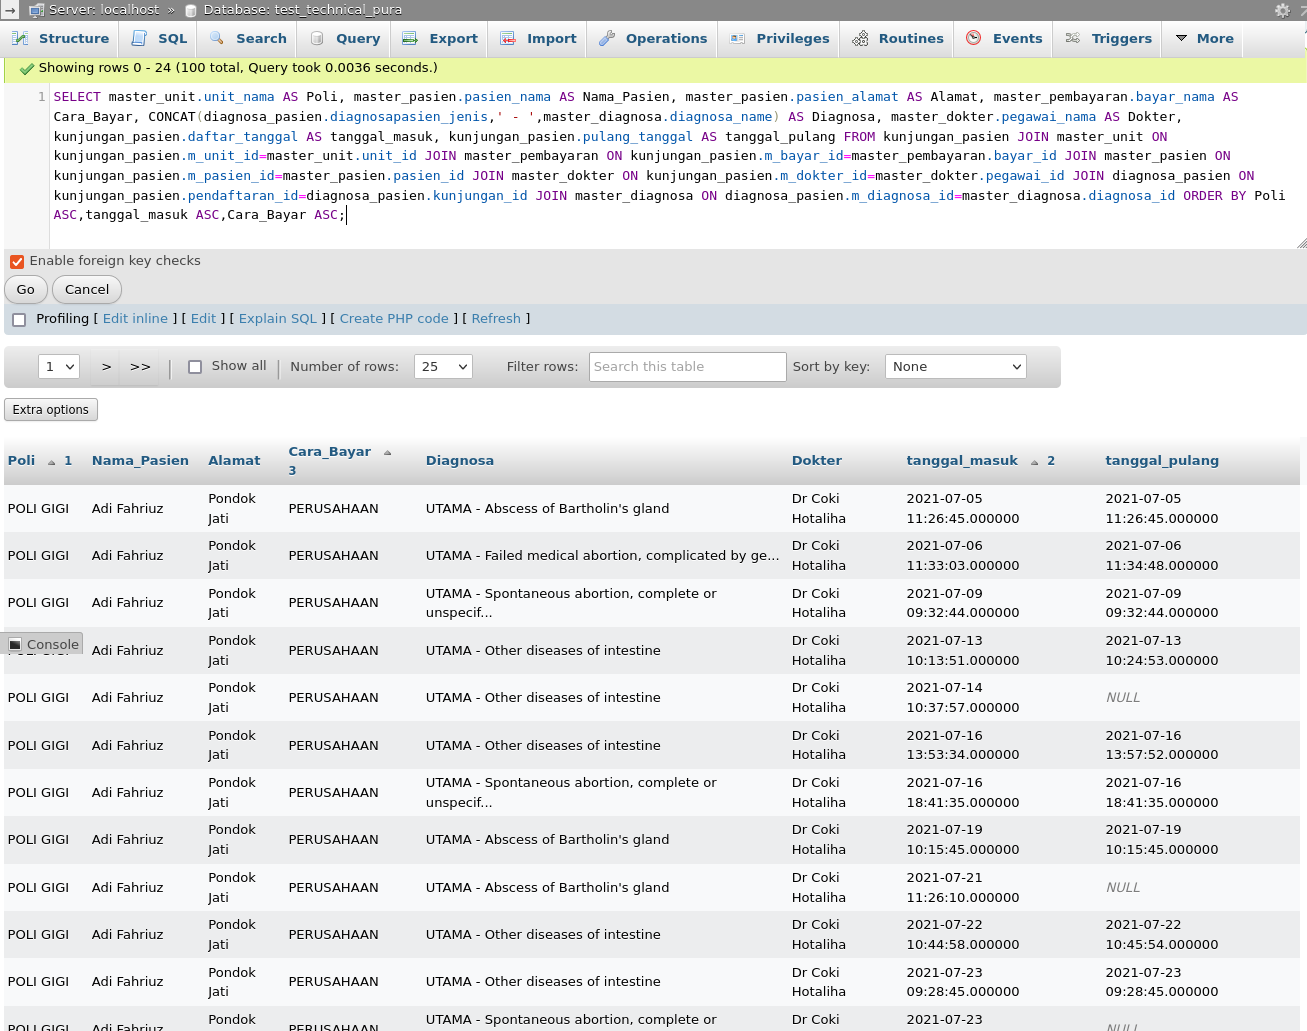 Server: localhost » Database: test_technical_pura
Structure SQL Search Query Export Import Operations Privileges Routines Events Triggers More
Showing rows 0 - 24 (100 total, Query took 0.0036 seconds.)
1 SELECT master_unit.unit_nama AS Poli, master_pasien.pasien_nama AS Nama_Pasien, master_pasien.pasien_alamat AS Alamat, master_pembayaran.bayar_nama AS
Cara_Bayar, CONCAT(diagnosa_pasien.diagnosapasien_jenis,' - ',master_diagnosa.diagnosa_name) AS Diagnosa, master_dokter.pegawai_nama AS Dokter,
kunjungan_pasien.daftar_tanggal AS tanggal_masuk, kunjungan_pasien.pulang_tanggal AS tanggal_pulang FROM kunjungan_pasien JOIN master_unit ON
kunjungan_pasien.m_unit_id=master_unit.unit_id JOIN master_pembayaran ON kunjungan_pasien.m_bayar_id=master_pembayaran.bayar_id JOIN master_pasien ON
kunjungan_pasien.m_pasien_id=master_pasien.pasien_id JOIN master_dokter ON kunjungan_pasien.m_dokter_id=master_dokter.pegawai_id JOIN diagnosa_pasien ON
kunjungan_pasien.pendaftaran_id=diagnosa_pasien.kunjungan_id JOIN master_diagnosa ON diagnosa_pasien.m_diagnosa_id=master_diagnosa.diagnosa_id ORDER BY Poli
ASC,tanggal_masuk ASC,Cara_Bayar ASC;
Enable foreign key checks
Go Cancel
Profiling [ Edit inline ] [ Edit ] [ Explain SQL ] [ Create PHP code ] [ Refresh ]
1 > >> | Show all | Number of rows: 25 Filter rows: Search this table Sort by key: None
Extra options
Poli 1 Nama_Pasien Alamat Cara_Bayar 3 Diagnosa Dokter tanggal_masuk 2 tanggal_pulang
POLI GIGI Adi Fahriuz Pondok Jati PERUSAHAAN UTAMA - Abscess of Bartholin's gland Dr Coki Hotaliha 2021-07-05 11:26:45.000000 2021-07-05 11:26:45.000000
POLI GIGI Adi Fahriuz Pondok Jati PERUSAHAAN UTAMA - Failed medical abortion, complicated by ge... Dr Coki Hotaliha 2021-07-06 11:33:03.000000 2021-07-06 11:34:48.000000
POLI GIGI Adi Fahriuz Pondok Jati PERUSAHAAN UTAMA - Spontaneous abortion, complete or unspecif... Dr Coki Hotaliha 2021-07-09 09:32:44.000000 2021-07-09 09:32:44.000000
Console
Adi Fahriuz Pondok Jati PERUSAHAAN UTAMA - Other diseases of intestine Dr Coki Hotaliha 2021-07-13 10:13:51.000000 2021-07-13 10:24:53.000000
POLI GIGI Adi Fahriuz Pondok Jati PERUSAHAAN UTAMA - Other diseases of intestine Dr Coki Hotaliha 2021-07-14 10:37:57.000000 NULL
POLI GIGI Adi Fahriuz Pondok Jati PERUSAHAAN UTAMA - Other diseases of intestine Dr Coki Hotaliha 2021-07-16 13:53:34.000000 2021-07-16 13:57:52.000000
POLI GIGI Adi Fahriuz Pondok Jati PERUSAHAAN UTAMA - Spontaneous abortion, complete or unspecif... Dr Coki Hotaliha 2021-07-16 18:41:35.000000 2021-07-16 18:41:35.000000
POLI GIGI Adi Fahriuz Pondok Jati PERUSAHAAN UTAMA - Abscess of Bartholin's gland Dr Coki Hotaliha 2021-07-19 10:15:45.000000 2021-07-19 10:15:45.000000
POLI GIGI Adi Fahriuz Pondok Jati PERUSAHAAN UTAMA - Abscess of Bartholin's gland Dr Coki Hotaliha 2021-07-21 11:26:10.000000 NULL
POLI GIGI Adi Fahriuz Pondok Jati PERUSAHAAN UTAMA - Other diseases of intestine Dr Coki Hotaliha 2021-07-22 10:44:58.000000 2021-07-22 10:45:54.000000
POLI GIGI Adi Fahriuz Pondok Jati PERUSAHAAN UTAMA - Other diseases of intestine Dr Coki Hotaliha 2021-07-23 09:28:45.000000 2021-07-23 09:28:45.000000
POLI GIGI Adi Fahriuz Pondok PERUSAHAAN UTAMA - Spontaneous abortion, complete or Dr Coki 2021-07-23 NULL